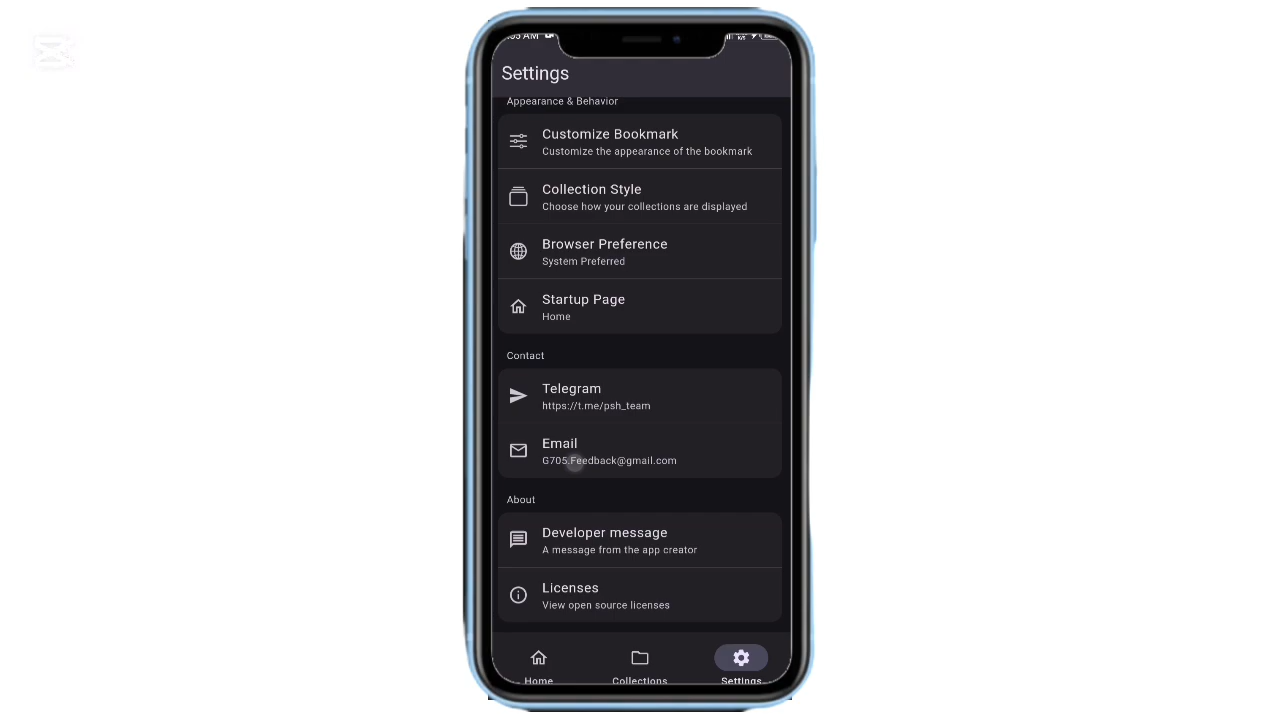 Settings
Appearance & Behavior
Customize Bookmark
Customize the appearance of the bookmark
Collection Style
Choose how your collections are displayed
Browser Preference
System Preferred
Startup Page
Home
Contact
Telegram
https://t.me/psh_team
Email
G705.Feedback@gmail.com
About
Developer message
A message from the app creator
Licenses
View open source licenses
Home
Collections
Settings